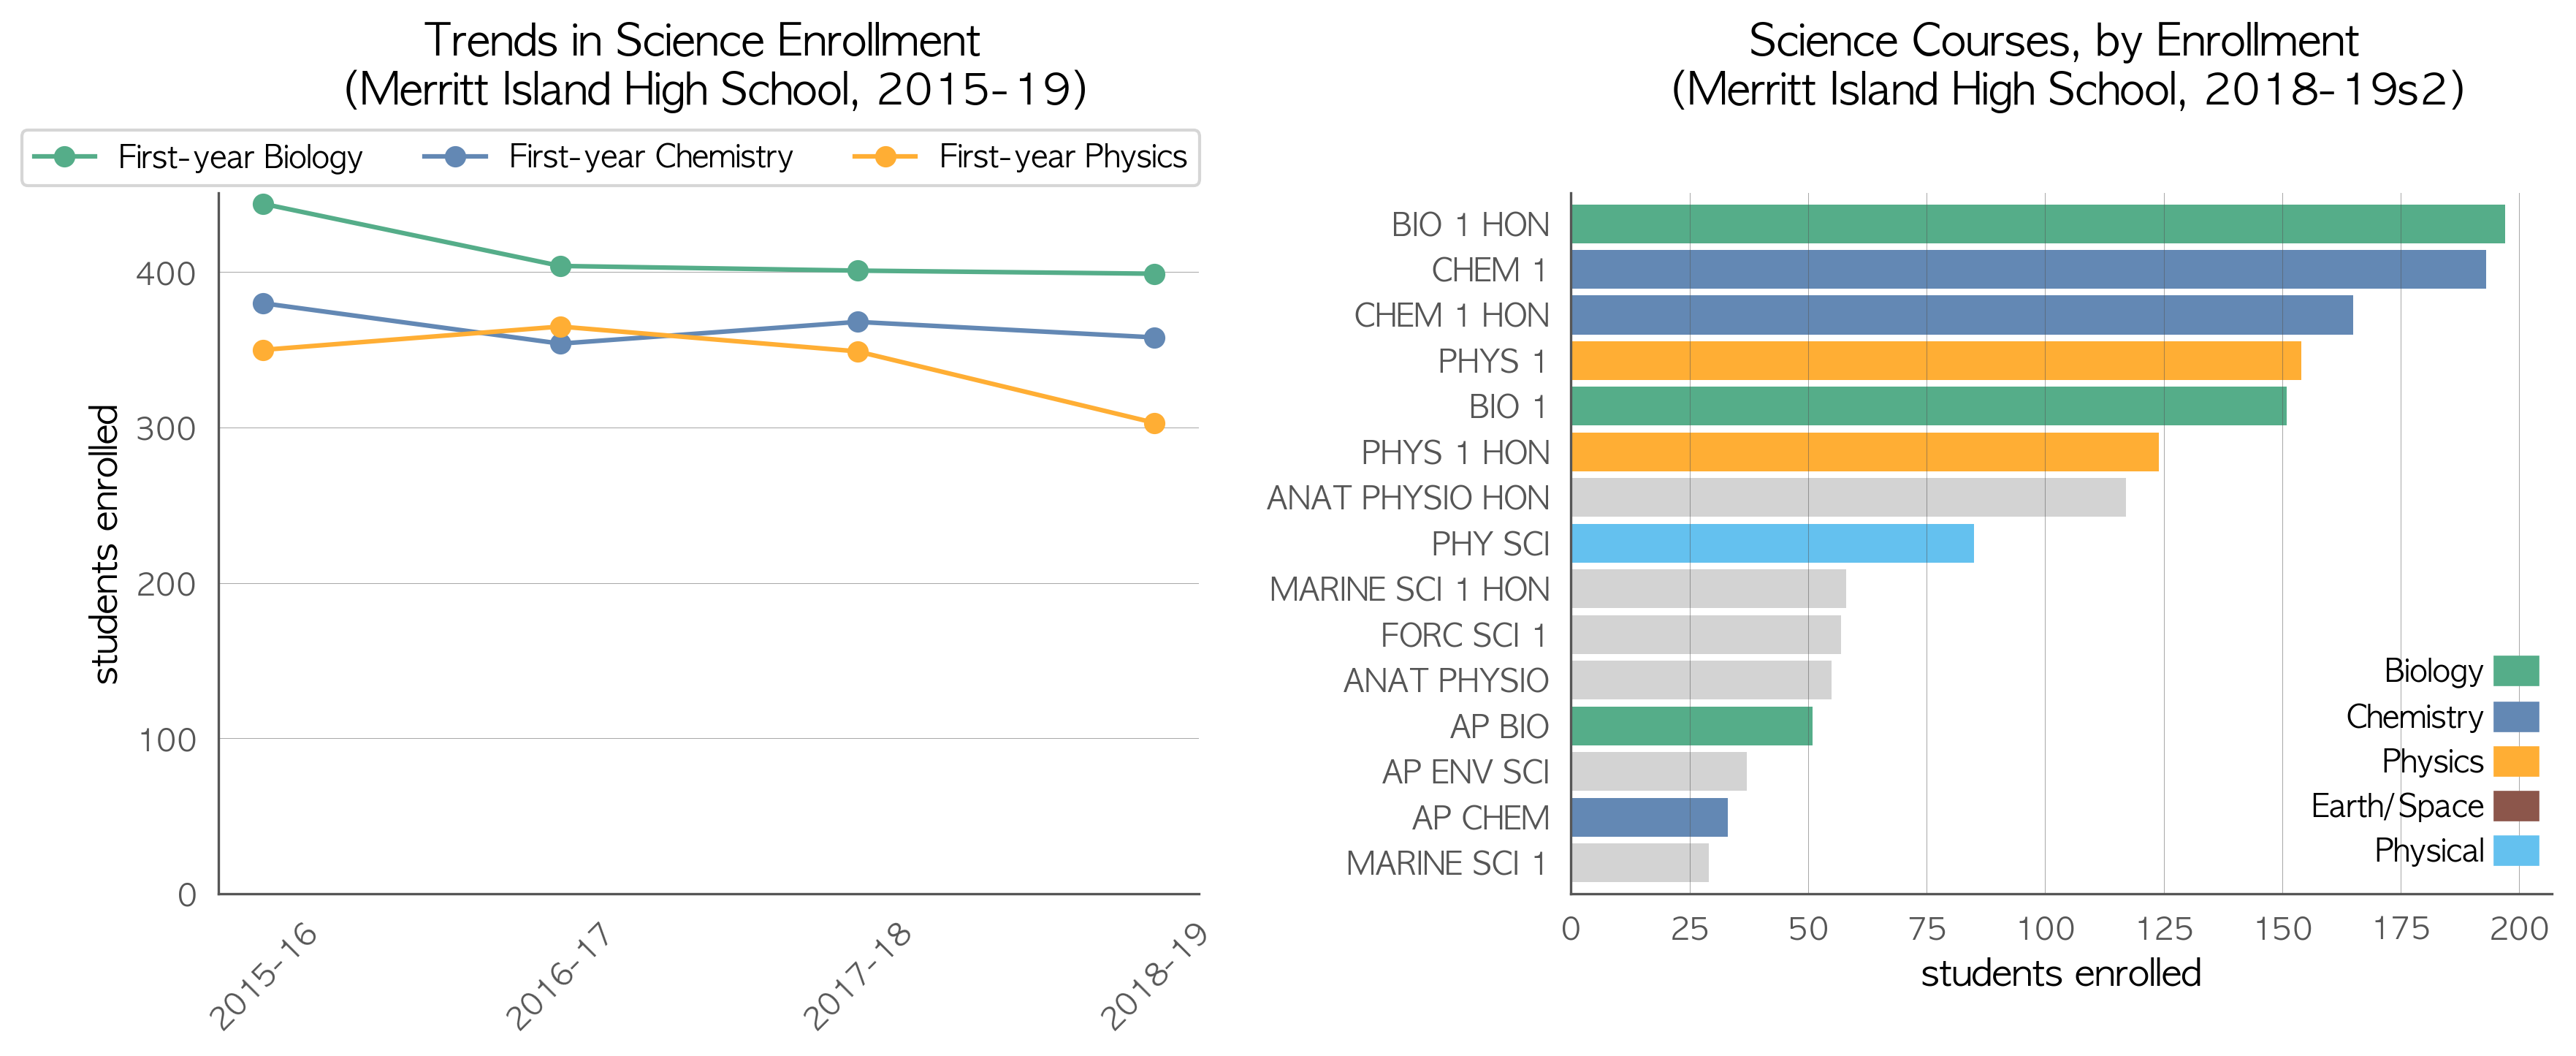 Trends in Science Enrollment
(Merritt Island High School, 2015-19)
First-year Biology
First-year Chemistry
First-year Physics
students enrolled
400
300
200
100
0
2015-16
2016-17
2017-18
2018-19
Science Courses, by Enrollment
(Merritt Island High School, 2018-19s2)
BIO 1 HON
CHEM 1
CHEM 1 HON
PHYS 1
BIO 1
PHYS 1 HON
ANAT PHYSIO HON
PHY SCI
MARINE SCI 1 HON
FORC SCI 1
ANAT PHYSIO
AP BIO
AP ENV SCI
AP CHEM
MARINE SCI 1
Biology
Chemistry
Physics
Earth/Space
Physical
0 25 50 75 100 125 150 175 200
students enrolled